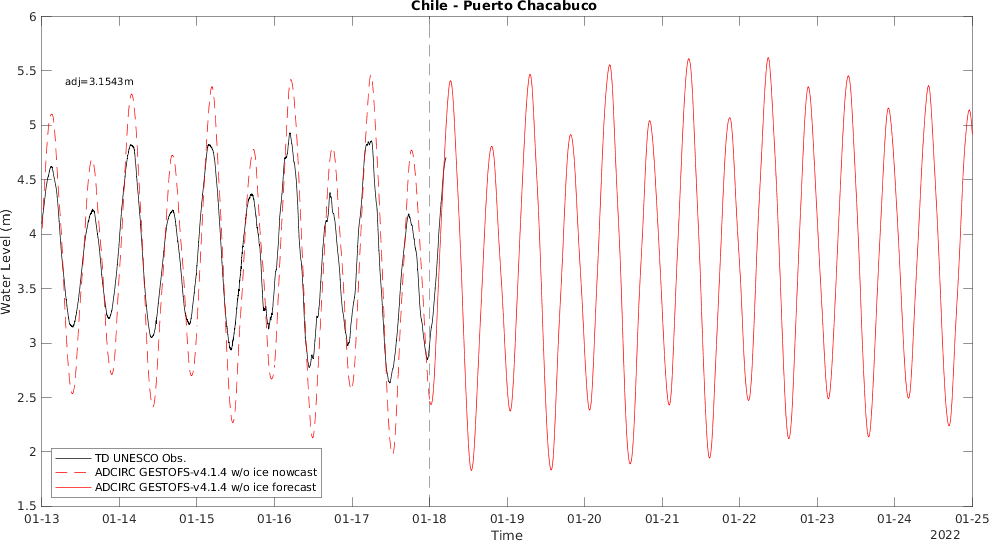 Chile - Puerto Chacabuco
adj=3.1543m
Water Level (m)
6
5.5
5
4.5
4
3.5
3
2.5
2
1.5
TD UNESCO Obs.
ADCIRC GESTOFS-v4.1.4 w/o ice nowcast
ADCIRC GESTOFS-v4.1.4 w/o ice forecast
01-13 01-14 01-15 01-16 01-17 01-18 01-19 01-20 01-21 01-22 01-23 01-24 01-25
Time
2022